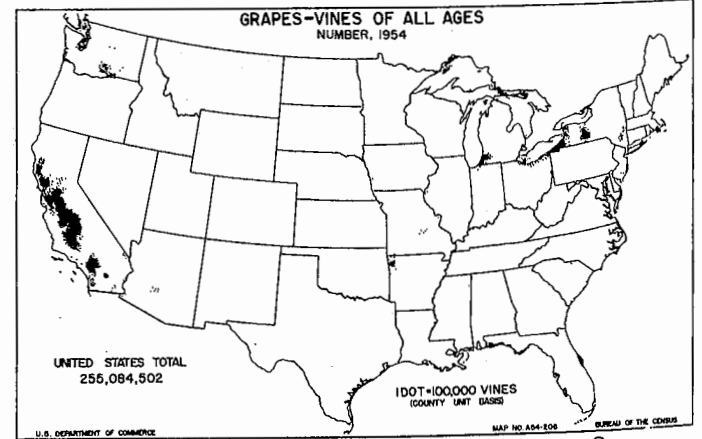 GRAPES-VINES OF ALL AGES
NUMBER, 1954
UNITED STATES TOTAL
255,084,502
1 DOT=100,000 VINES
(COUNTY UNIT BASIS)
U.S. DEPARTMENT OF COMMERCE
MAP NO. A54-206
BUREAU OF THE CENSUS